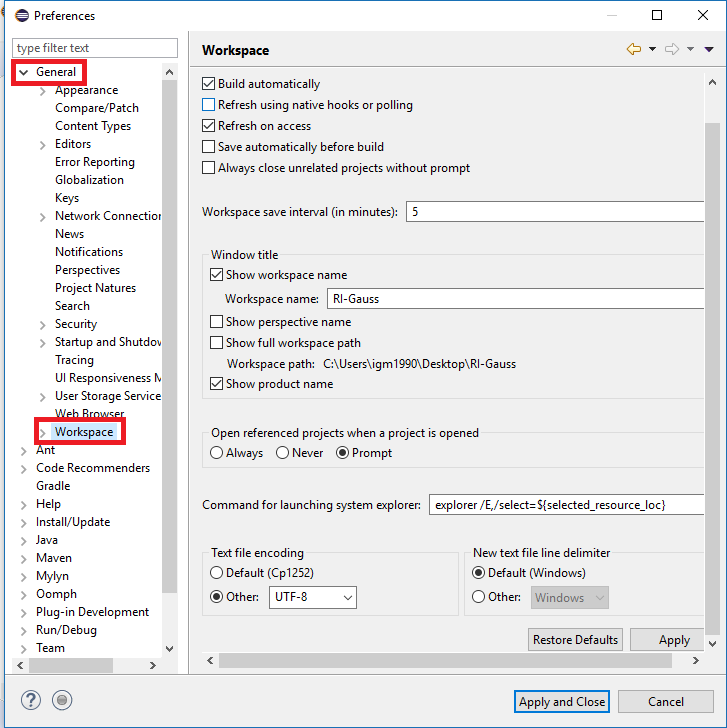 Preferences
type filter text
General
Appearance
Compare/Patch
Content Types
Editors
Error Reporting
Globalization
Keys
Network Connection
News
Notifications
Perspectives
Project Natures
Search
Security
Startup and Shutdov
Tracing
UI Responsiveness M
User Storage Service
Web Browser
Workspace
Ant
Code Recommenders
Gradle
Help
Install/Update
Java
Maven
Mylyn
Oomph
Plug-in Development
Run/Debug
Team
Workspace
Build automatically
Refresh using native hooks or polling
Refresh on access
Save automatically before build
Always close unrelated projects without prompt
Workspace save interval (in minutes): 5
Window title
Show workspace name
Workspace name: RI-Gauss
Show perspective name
Show full workspace path
Workspace path: C:\Users\igm1990\Desktop\RI-Gauss
Show product name
Open referenced projects when a project is opened
Always Never Prompt
Command for launching system explorer: explorer /E,/select=${selected_resource_loc}
Text file encoding
Default (Cp1252)
Other: UTF-8
New text file line delimiter
Default (Windows)
Other: Windows
Restore Defaults Apply
? Apply and Close Cancel